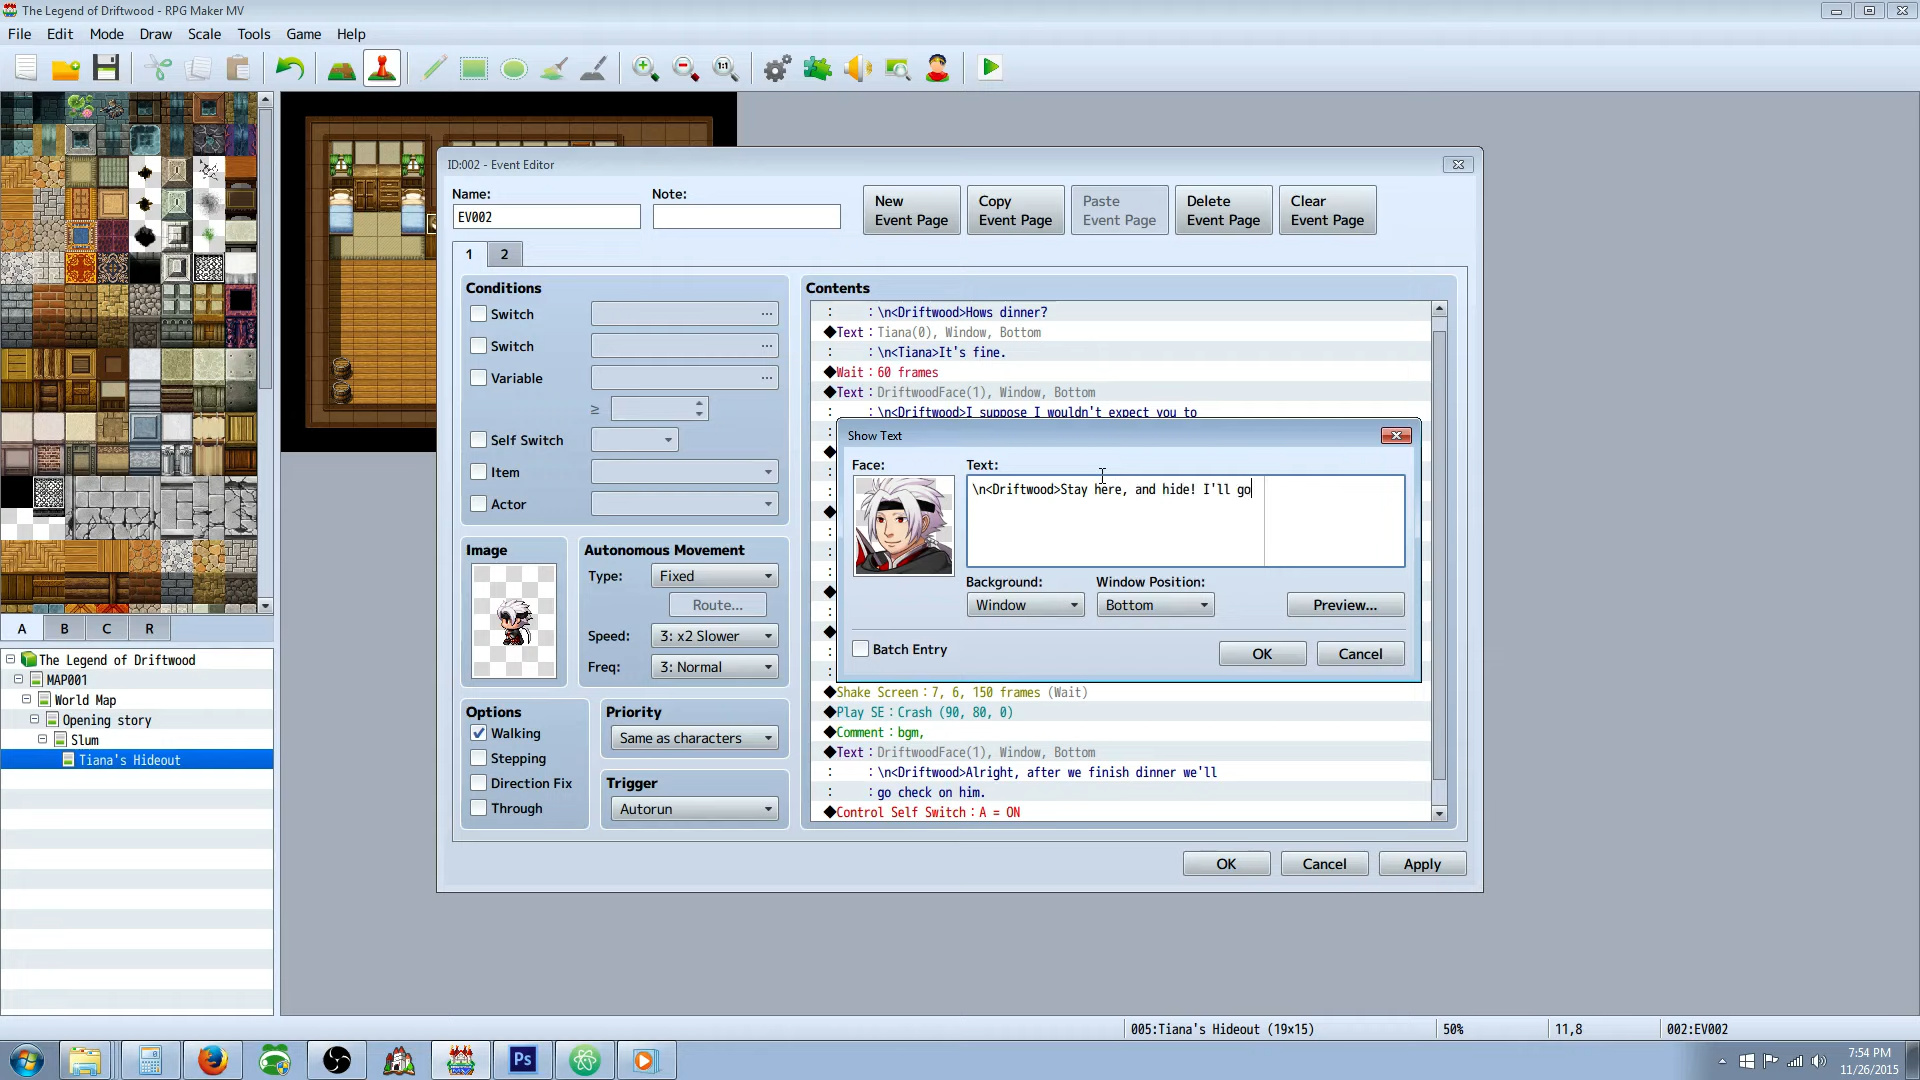 The Legend of Driftwood - RPG Maker MV
File Edit Mode Draw Scale Tools Game Help
1:1
ID:002 - Event Editor
Name: Note:
EV002
New Event Page
Copy Event Page
Paste Event Page
Delete Event Page
Clear Event Page
1 2
Conditions
Switch ...
Switch ...
Variable ...
≥
Self Switch
Item
Actor
Image
Autonomous Movement
Type: Fixed
Route...
Speed: 3: x2 Slower
Freq: 3: Normal
Options
Walking
Stepping
Direction Fix
Through
Priority
Same as characters
Trigger
Autorun
Contents
: : \n<Driftwood>Hows dinner?
◆Text : Tiana(0), Window, Bottom
: : \n<Tiana>It's fine.
◆Wait : 60 frames
◆Text : DriftwoodFace(1), Window, Bottom
: \n<Driftwood>I suppose I wouldn't expect you to
Show Text
Face: Text:
\n<Driftwood>Stay here, and hide! I'll go
Background: Window Position:
Window Bottom Preview...
Batch Entry OK Cancel
◆Shake Screen : 7, 6, 150 frames (Wait)
◆Play SE : Crash (90, 80, 0)
◆Comment : bgm,
◆Text : DriftwoodFace(1), Window, Bottom
: : \n<Driftwood>Alright, after we finish dinner we'll
: : go check on him.
◆Control Self Switch : A = ON
OK Cancel Apply
A B C R
The Legend of Driftwood
MAP001
World Map
Opening story
Slum
Tiana's Hideout
005:Tiana's Hideout (19x15) 50% 11,8 002:EV002
Ps
7:54 PM
11/26/2015